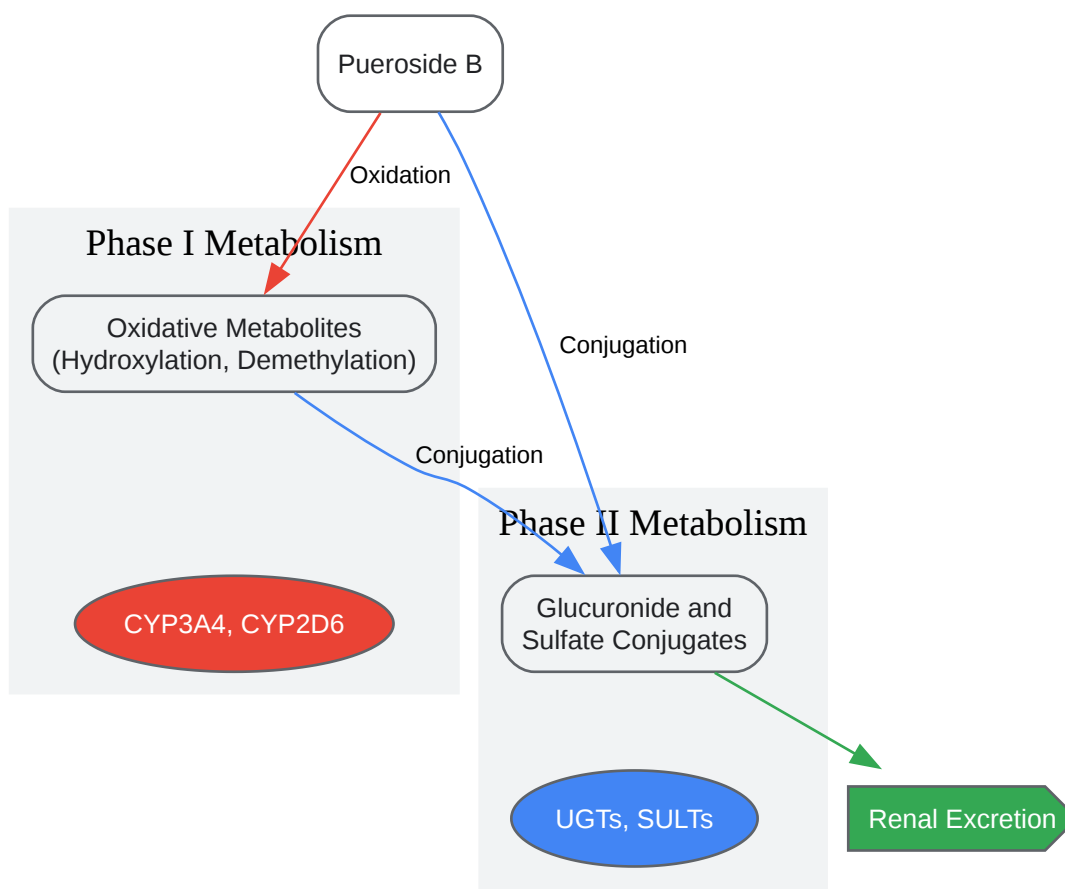 Pueroside B
Oxidation
Phase I Metabolism
Oxidative Metabolites
(Hydroxylation, Demethylation)
Conjugation
Conjugation
Phase II Metabolism
Glucuronide and
Sulfate Conjugates
CYP3A4, CYP2D6
UGTs, SULTs
Renal Excretion